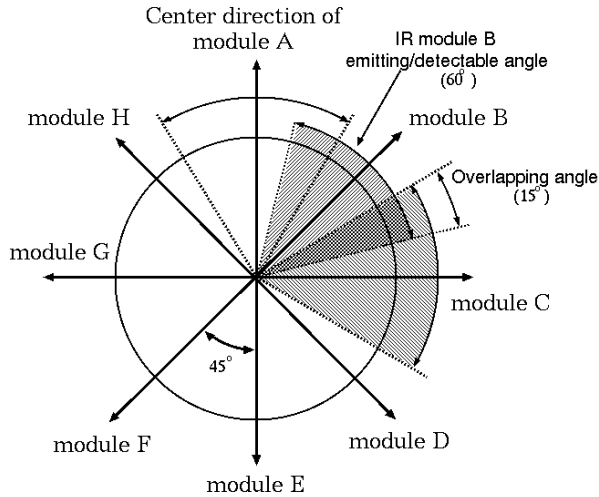 Center direction of
module A
IR module B
emitting/detectable angle
(60°)
module H
module B
Overlapping angle
(15°)
module G
module C
45°
module F
module D
module E